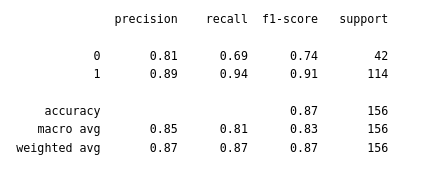 precision recall f1-score support
0 0.81 0.69 0.74 42
1 0.89 0.94 0.91 114
accuracy 0.87 156
macro avg 0.85 0.81 0.83 156
weighted avg 0.87 0.87 0.87 156